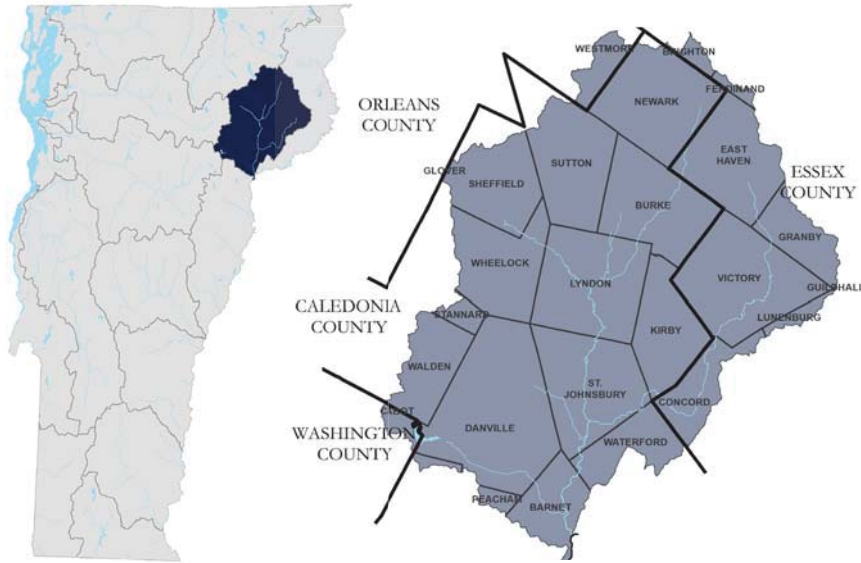 WESTMORE
BRIGHTON
FERDINAND
NEWARK
ORLEANS
COUNTY
EAST
HAVEN
SUTTON
ESSEX
COUNTY
GLOVER
SHEFFIELD
BURKE
GRANBY
WHEELOCK
VICTORY
LYNDON
GUILDHALL
CALEDONIA
COUNTY
STANNARD
LUNENBURG
KIRBY
WALDEN
ST.
JOHNSBURY
CONCORD
CABOT
WASHINGTON
COUNTY
DANVILLE
WATERFORD
PEACHAM
BARNET